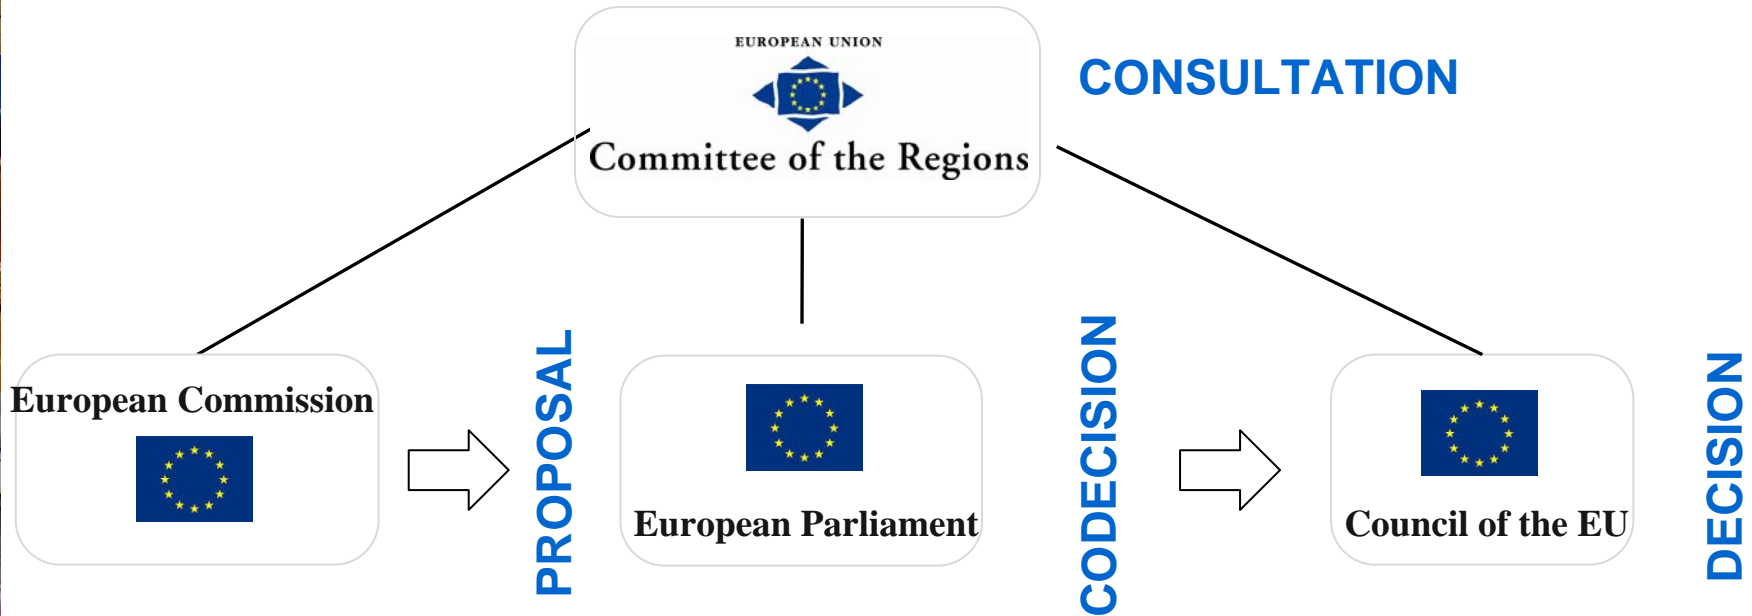 EUROPEAN UNION
Committee of the Regions
CONSULTATION
European Commission
PROPOSAL
European Parliament
CODECISION
Council of the EU
DECISION